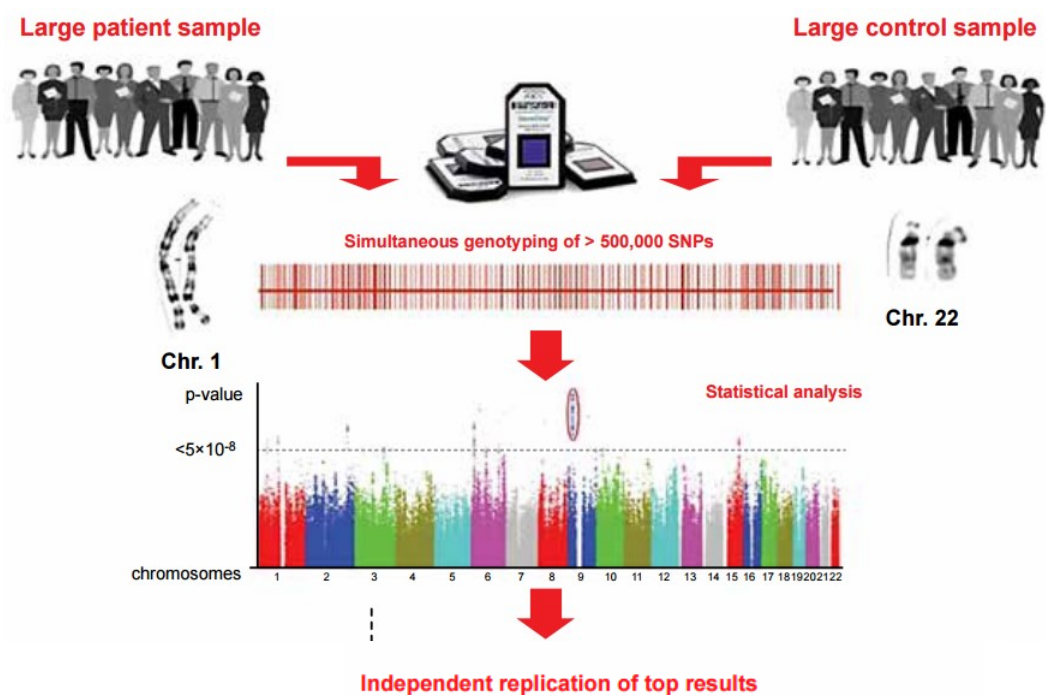 Large patient sample
Large control sample
Simultaneous genotyping of > 500,000 SNPs
Chr. 1
Chr. 22
p-value
Statistical analysis
<5×10-8
chromosomes 1 2 3 4 5 6 7 8 9 10 11 12 13 14 15 16 17 18 19 20 21 22
Independent replication of top results